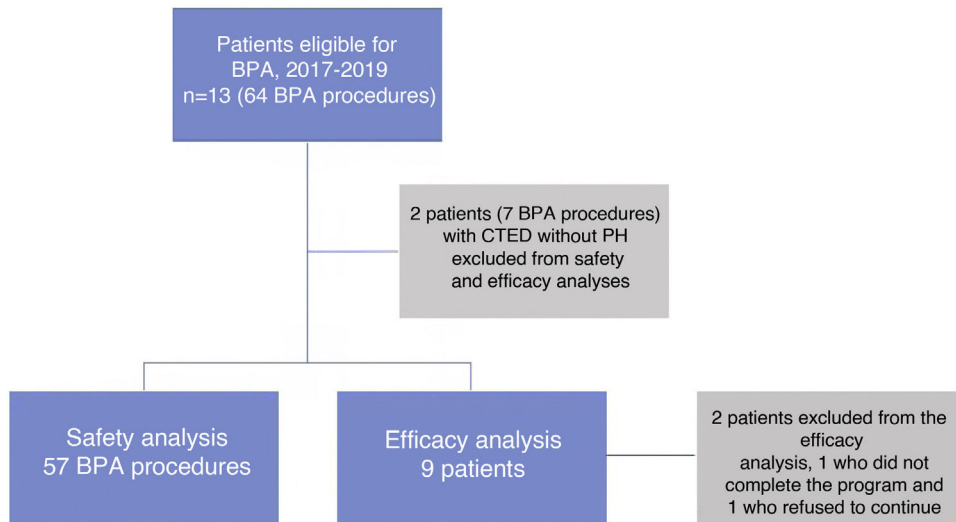 Patients eligible for
BPA, 2017-2019
n=13 (64 BPA procedures)
2 patients (7 BPA procedures)
with CTED without PH
excluded from safety
and efficacy analyses
Safety analysis
57 BPA procedures
Efficacy analysis
9 patients
2 patients excluded from the
efficacy
analysis, 1 who did not
complete the program and
1 who refused to continue